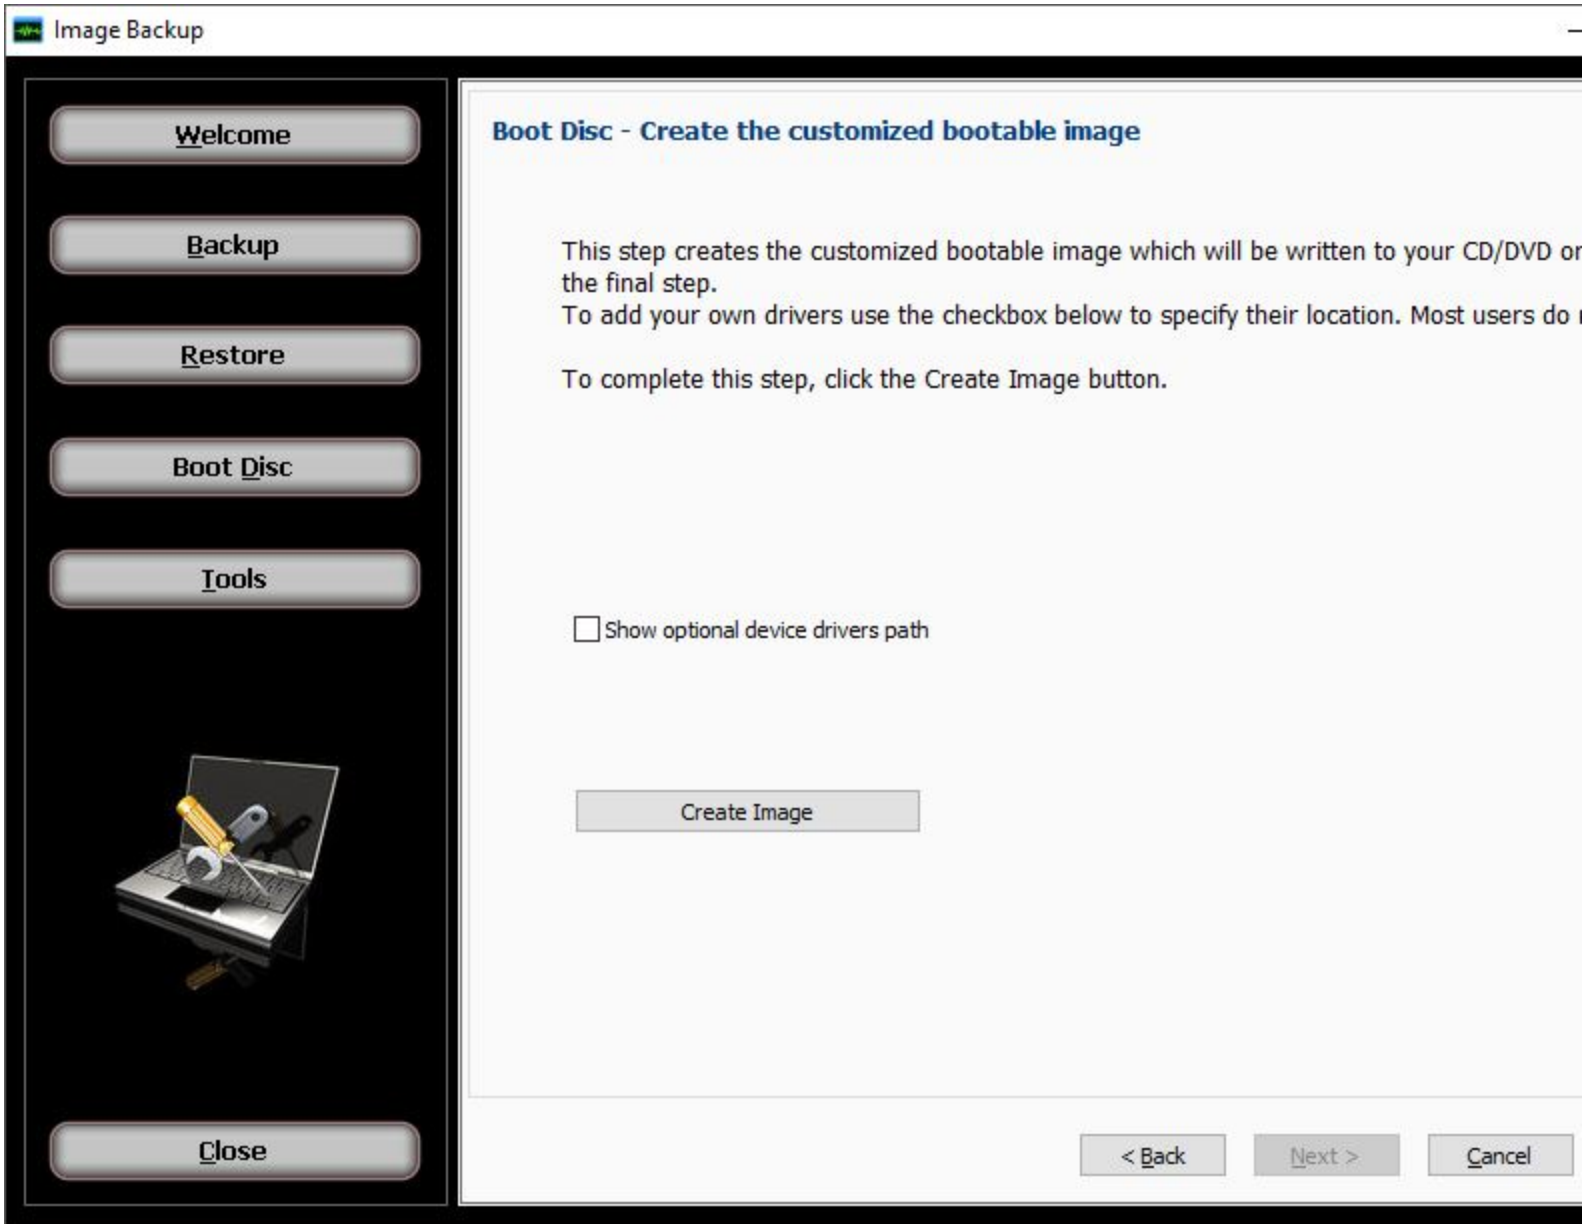 Image Backup
Welcome
Backup
Restore
Boot Disc
Tools
Close
Boot Disc - Create the customized bootable image
This step creates the customized bootable image which will be written to your CD/DVD or
the final step.
To add your own drivers use the checkbox below to specify their location. Most users do
To complete this step, click the Create Image button.
Show optional device drivers path
Create Image
< Back
Next >
Cancel